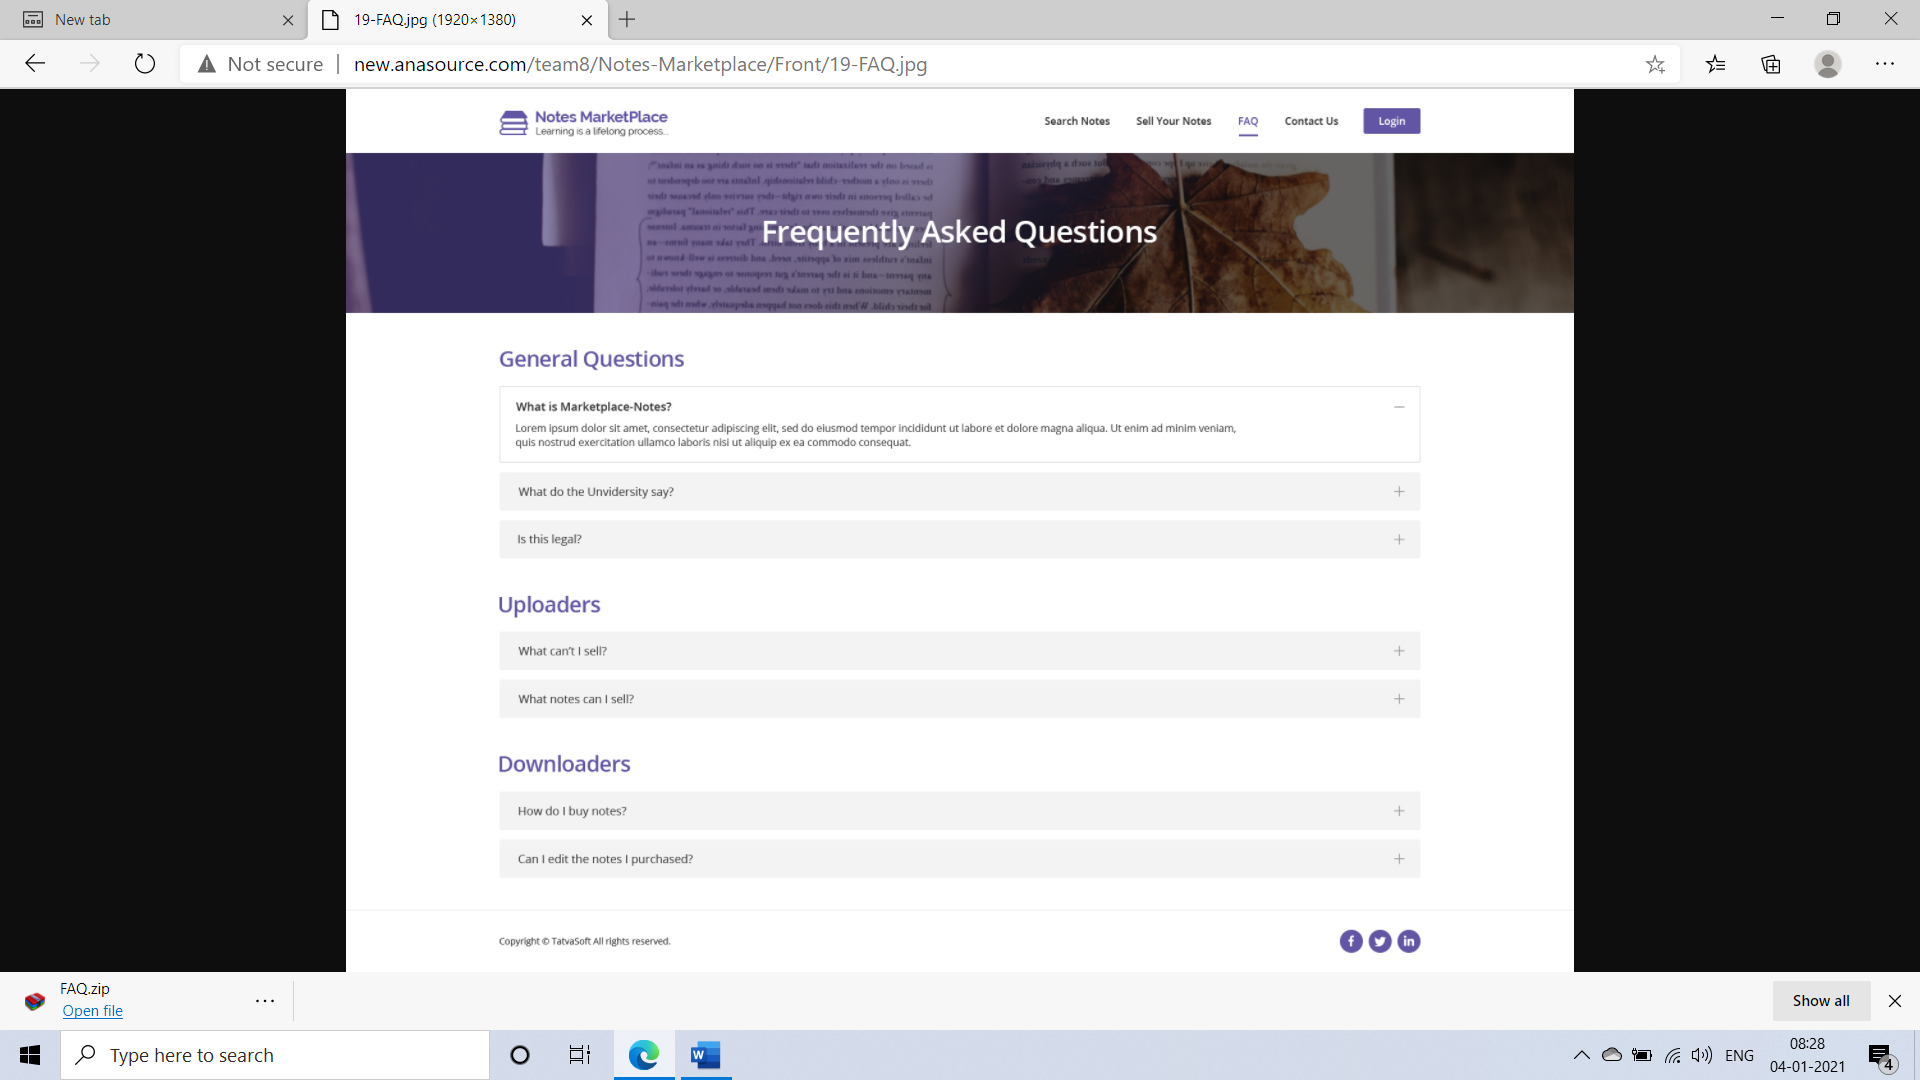 New tab
19-FAQ.jpg (1920×1380)
Not secure
new.anasource.com/team8/Notes-Marketplace/Front/19-FAQ.jpg
Notes MarketPlace
Learning is a lifelong process...
Search Notes
Sell Your Notes
FAQ
Contact Us
Login
Frequently Asked Questions
General Questions
What is Marketplace-Notes?
Lorem ipsum dolor sit amet, consectetur adipiscing elit, sed do eiusmod tempor incididunt ut labore et dolore magna aliqua. Ut enim ad minim veniam,
quis nostrud exercitation ullamco laboris nisi ut aliquip ex ea commodo consequat.
What do the Unvidersity say?
Is this legal?
Uploaders
What can't I sell?
What notes can I sell?
Downloaders
How do I buy notes?
Can I edit the notes I purchased?
Copyright © TatvaSoft All rights reserved.
FAQ.zip
Open file
Show all
Type here to search
ENG
08:28
04-01-2021
4